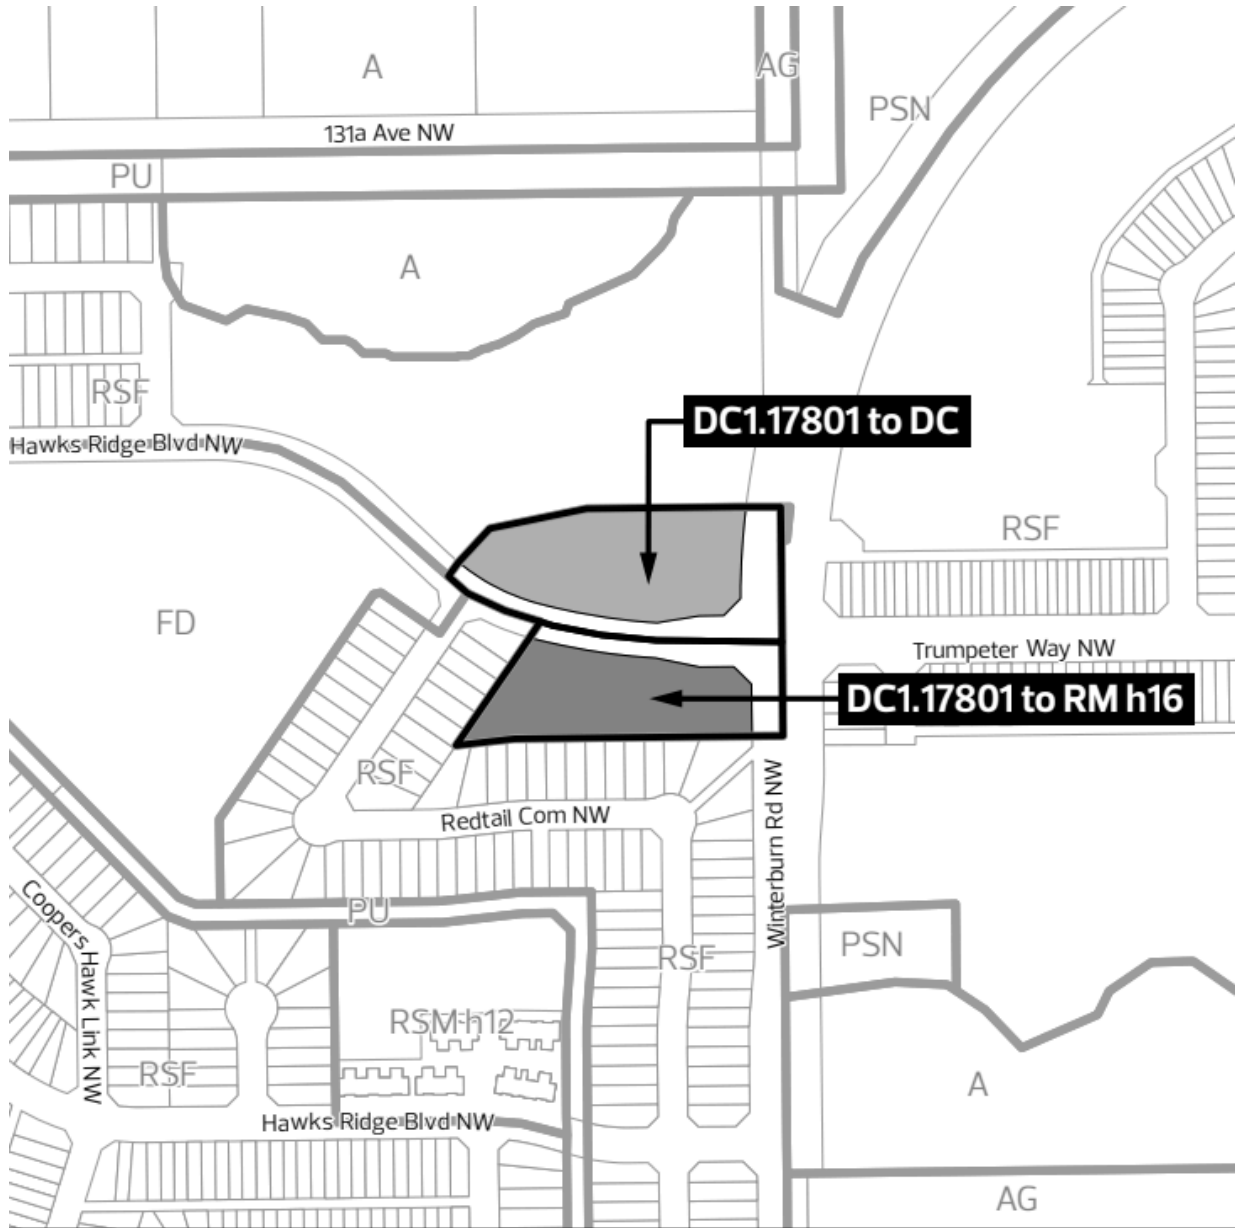 A
AG
PSN
131a Ave NW
PU
A
RSF
Hawks Ridge Blvd NW
DC1.17801 to DC
RSF
FD
Trumpeter Way NW
DC1.17801 to RM h16
RSF
Redtail Com NW
Winterburn Rd NW
Coopers Hawk Link NW
PU
PSN
RSF
RSM h12
RSF
A
Hawks Ridge Blvd NW
AG